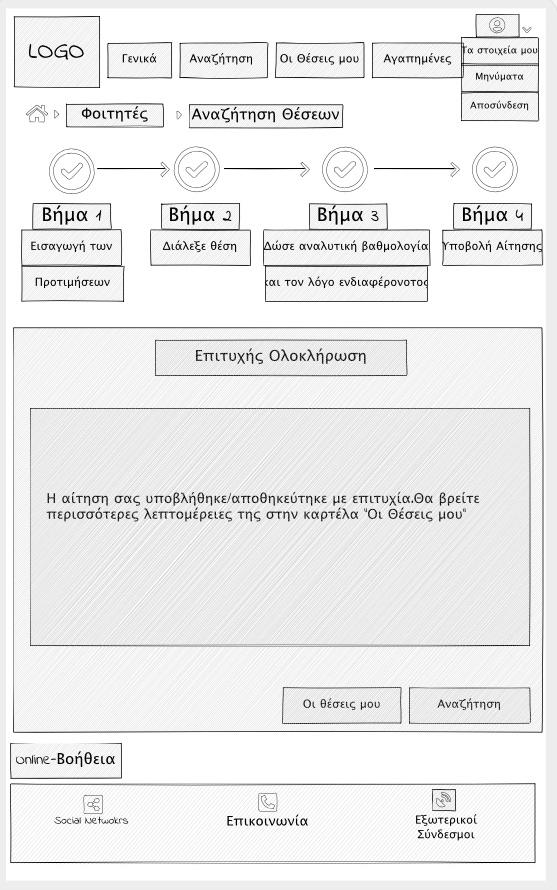 LOGO
Γενικά
Αναζήτηση
Οι Θέσεις μου
Αγαπημένες
Τα στοιχεία μου
Μηνύματα
Αποσύνδεση
Φοιτητές
Αναζήτηση Θέσεων
Βήμα 1
Βήμα 2
Βήμα 3
Βήμα 4
Εισαγωγή των
Προτιμήσεων
Διάλεξε θέση
Δώσε αναλυτική βαθμολογία
και τον λόγο ενδιαφέροντος
Υποβολή Αίτησης
Επιτυχής Ολοκλήρωση
Η αίτηση σας υποβλήθηκε/αποθηκεύτηκε με επιτυχία.Θα βρείτε
περισσότερες λεπτομέρειες της στην καρτέλα "Οι Θέσεις μου"
Οι θέσεις μου
Αναζήτηση
online-Βοήθεια
Social Netwokrs
Επικοινωνία
Εξωτερικοί
Σύνδεσμοι